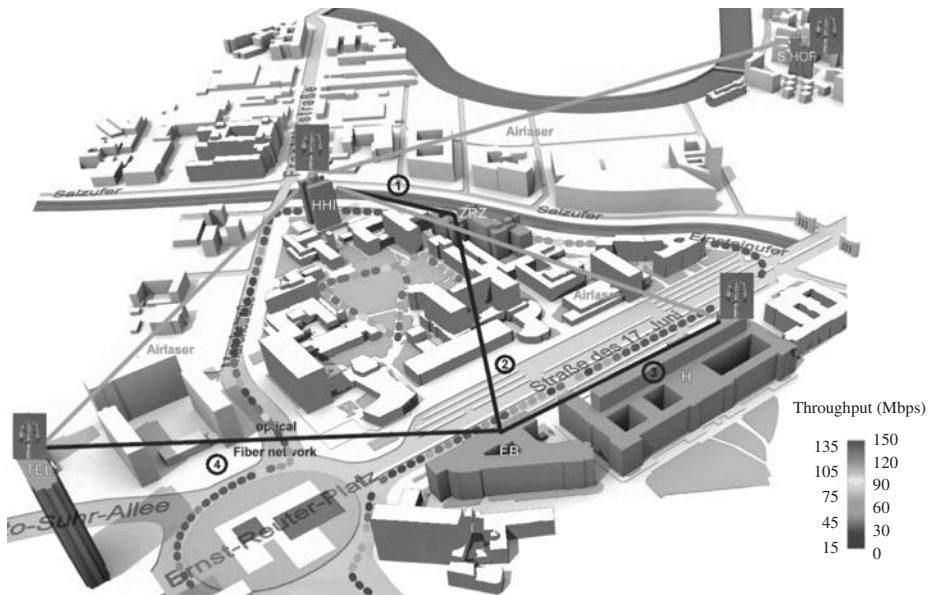 S HOF
Airlaser
Salzufer
1
HHI
ZRZ
Salzufer
Einsteinufer
Airlaser
Airlaser
2
Straße des 17. Juni
3
H
Throughput (Mbps)
150
135
120
105
90
75
60
45
30
15
0
optical
Fiber network
EB
4
TEL
o-Suhr-Allee
Ernst-Reuter-Platz